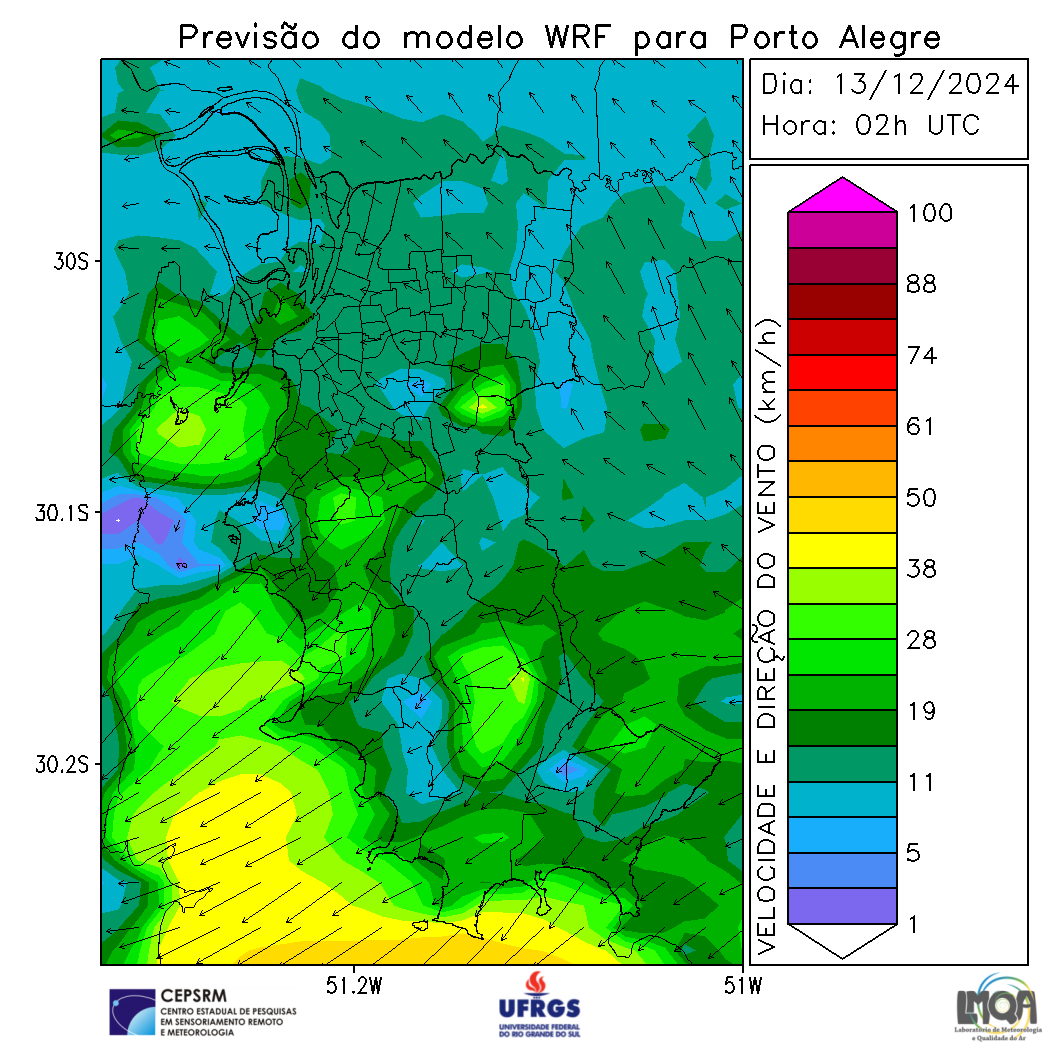 Previsão do modelo WRF para Porto Alegre
Dia: 13/12/2024
Hora: 02h UTC
30S
30.1S
30.2S
51.2W
51W
VELOCIDADE E DIREÇÃO DO VENTO (km/h)
100
88
74
61
50
38
28
19
11
5
1
CEPSRM
CENTRO ESTADUAL DE PESQUISAS
EM SENSORIAMENTO REMOTO
E METEOROLOGIA
UFRGS
UNIVERSIDADE FEDERAL
DO RIO GRANDE DO SUL
LMQA
Laboratório de Meteorologia
e Qualidade do Ar